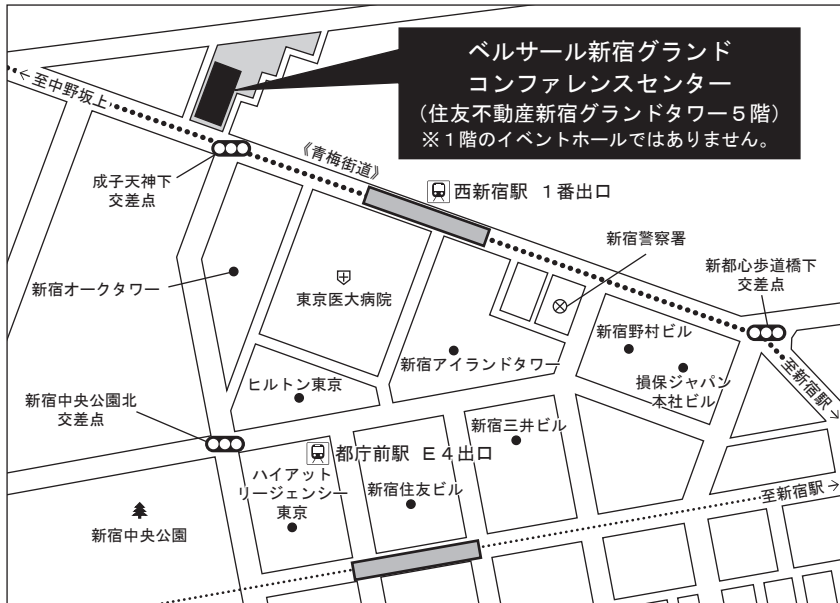 ベルサール新宿グランド
コンファレンスセンター
(住友不動産新宿グランドタワー5階)
※1階のイベントホールではありません。
←至中野坂上
《青梅街道》
成子天神下
交差点
西新宿駅 1番出口
新宿警察署
新都心歩道橋下
交差点
新宿オークタワー
東京医大病院
新宿野村ビル
新宿アイランドタワー
損保ジャパン
本社ビル
至新宿駅→
ヒルトン東京
新宿中央公園北
交差点
新宿三井ビル
都庁前駅 E4出口
ハイアット
リージェンシー
東京
新宿住友ビル
至新宿駅→
新宿中央公園